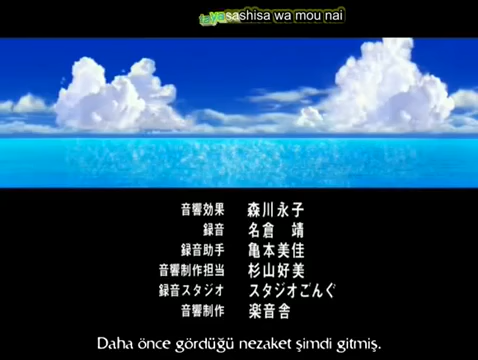 tayasashisa wa mou nai
音響効果 森川永子
録音 名倉 靖
録音助手 亀本美佳
音響制作担当 杉山好美
録音スタジオ スタジオごんぐ
音響制作 楽音舎
Daha önce gördüğü nezaket şimdi gitmiş.